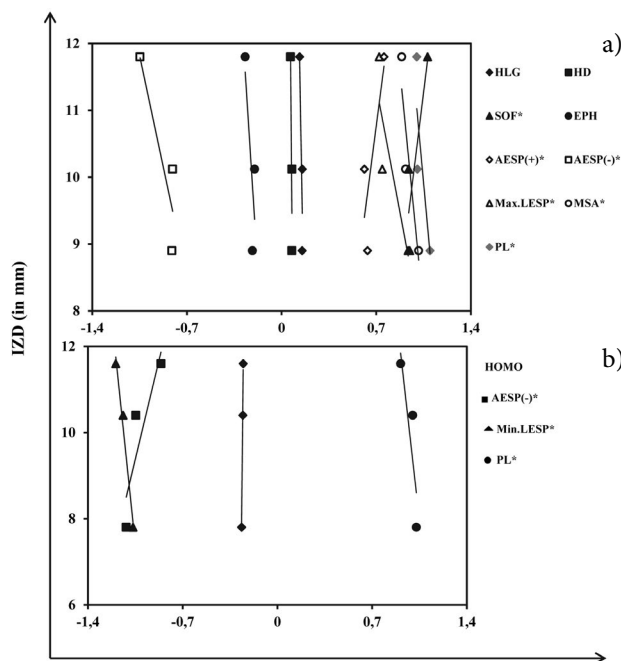 a)
IZD (in mm)
12
11
10
9
8
-1,4 -0,7 0 0,7 1,4
HLG HD
SOF* EPH
AESP(+)* AESP(-)*
Max.LESP* MSA*
PL*
b)
12
10
8
6
-1,4 -0,7 0 0,7 1,4
HOMO
AESP(-)*
Min.LESP*
PL*